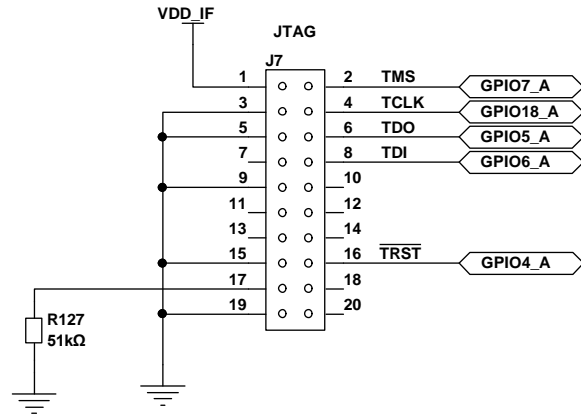 VDD_IF
JTAG
J7
1 2 TMS GPIO7_A
3 4 TCLK GPIO18_A
5 6 TDO GPIO5_A
7 8 TDI GPIO6_A
9 10
11 12
13 14
15 16 TRST GPIO4_A
17 18
19 20
R127
51kΩ